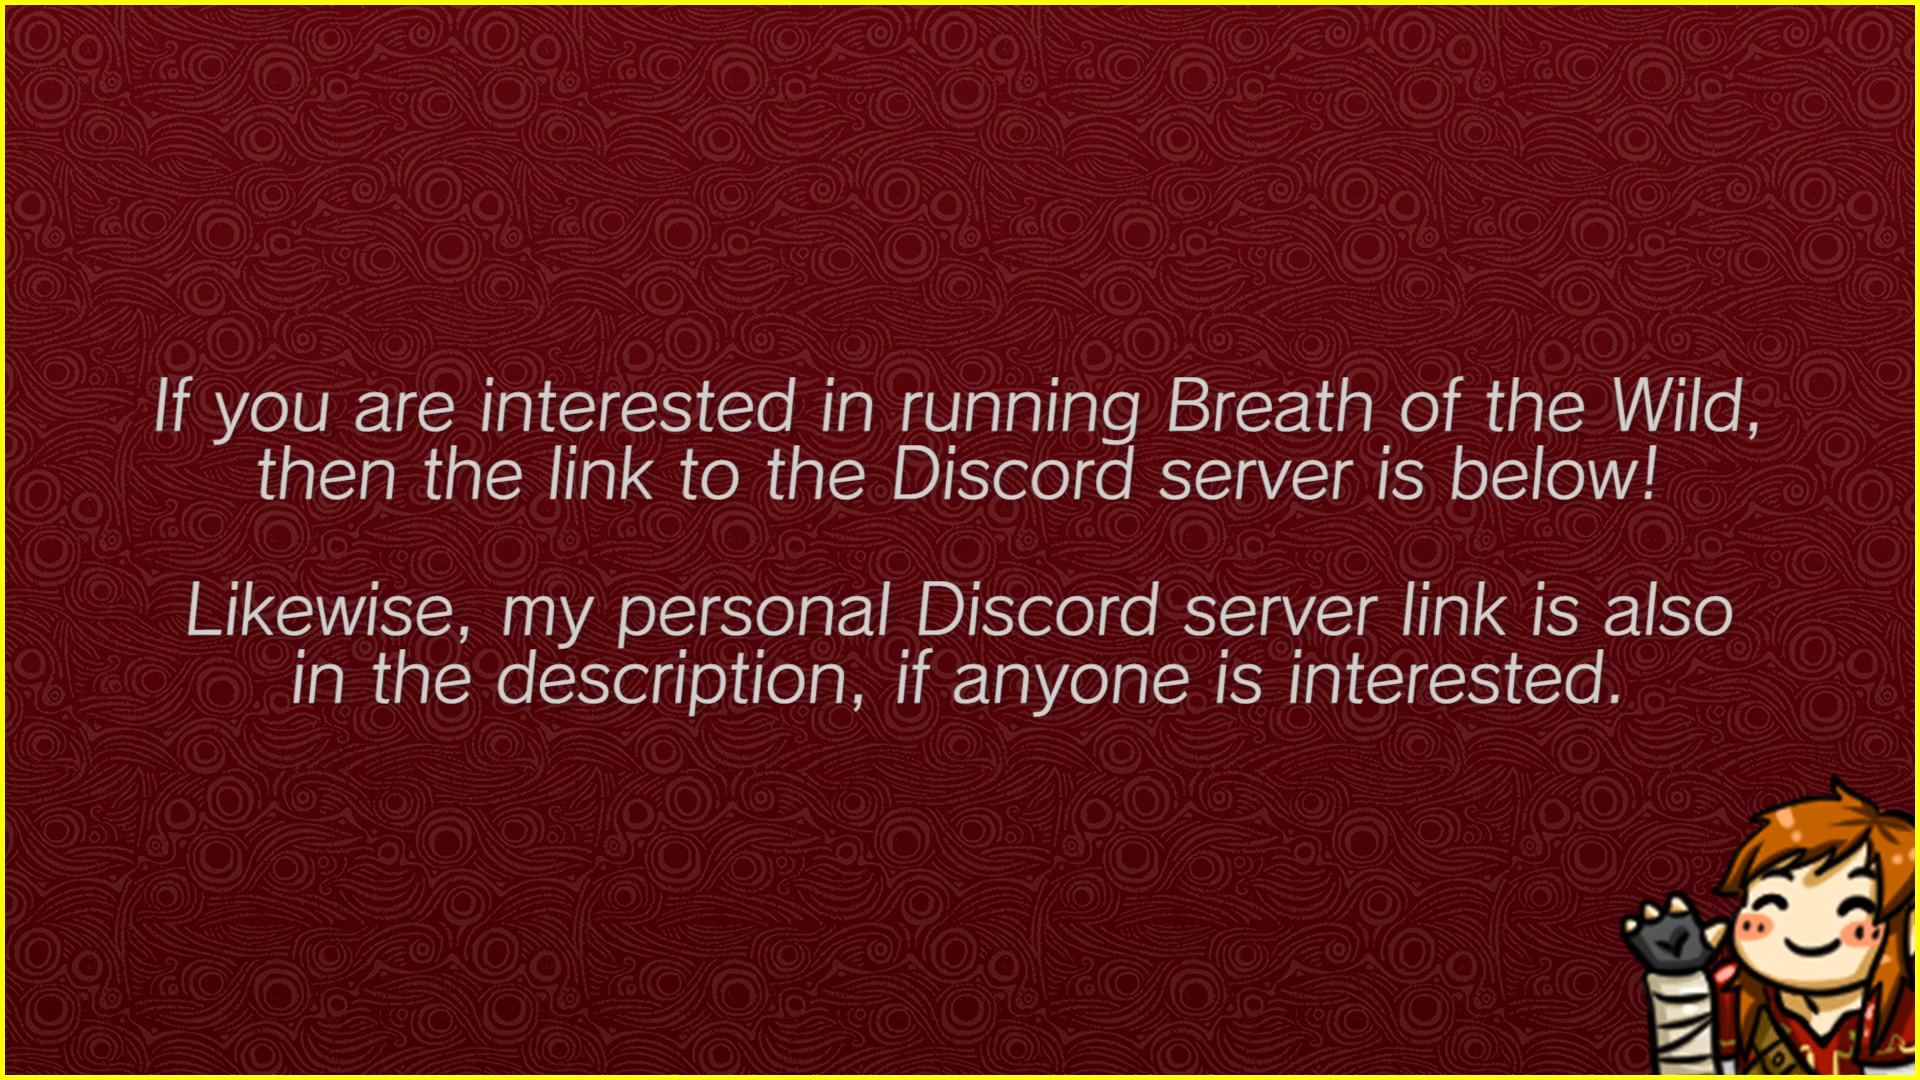 If you are interested in running Breath of the Wild,
then the link to the Discord server is below!
Likewise, my personal Discord server link is also
in the description, if anyone is interested.